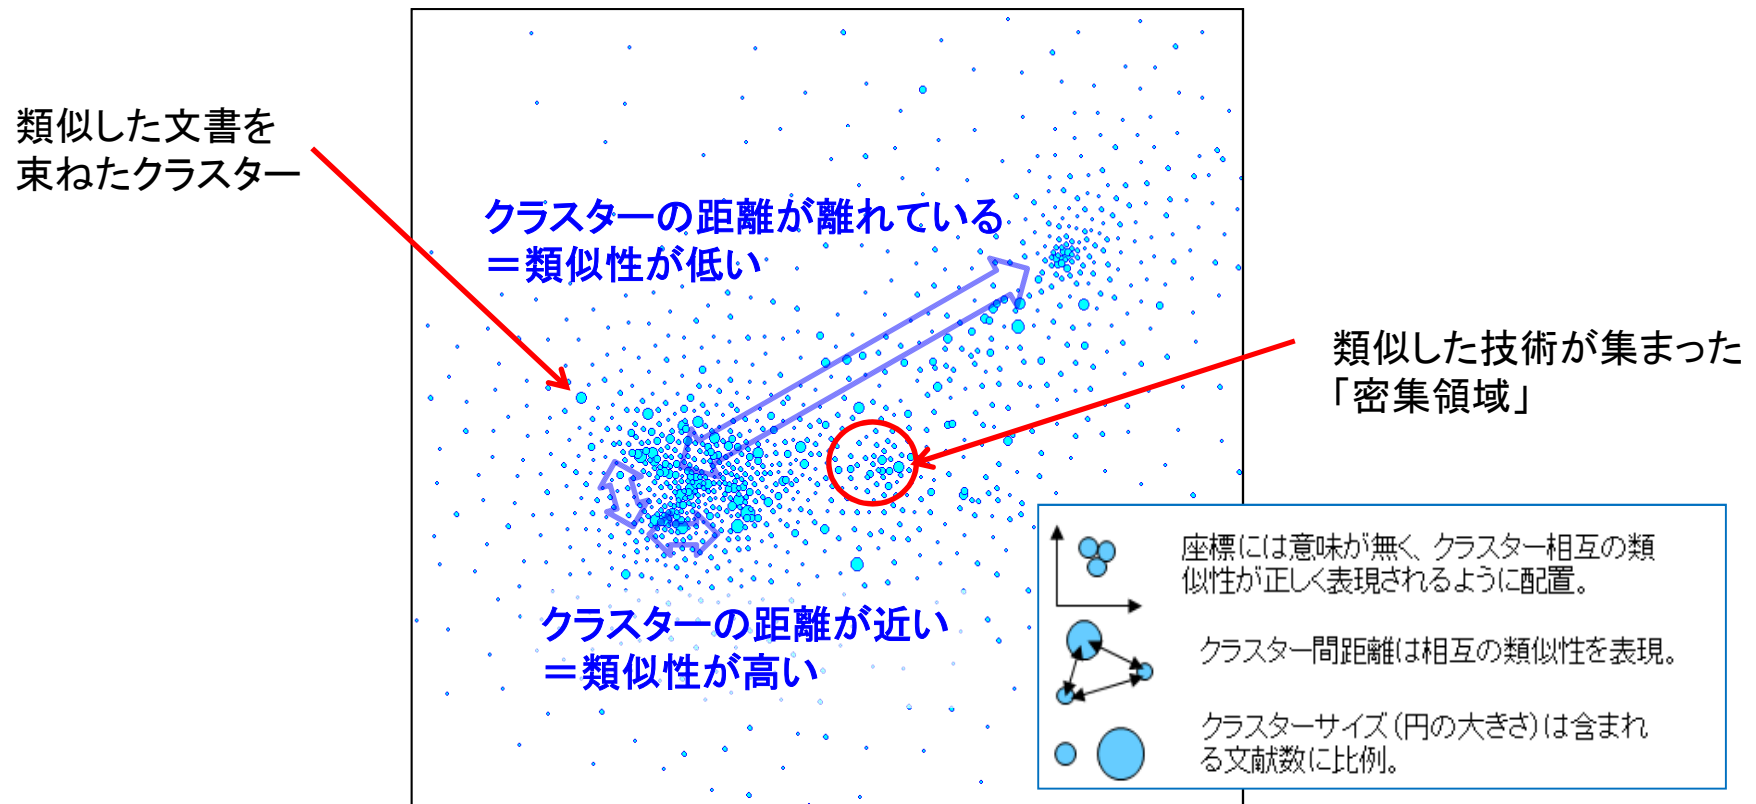 類似した文書を
束ねたクラスター
クラスターの距離が離れている
＝類似性が低い
類似した技術が集まった
「密集領域」
クラスターの距離が近い
＝類似性が高い
座標には意味が無く、クラスター相互の類
似性が正しく表現されるように配置。
クラスター間距離は相互の類似性を表現。
クラスターサイズ(円の大きさ)は含まれ
る文献数に比例。